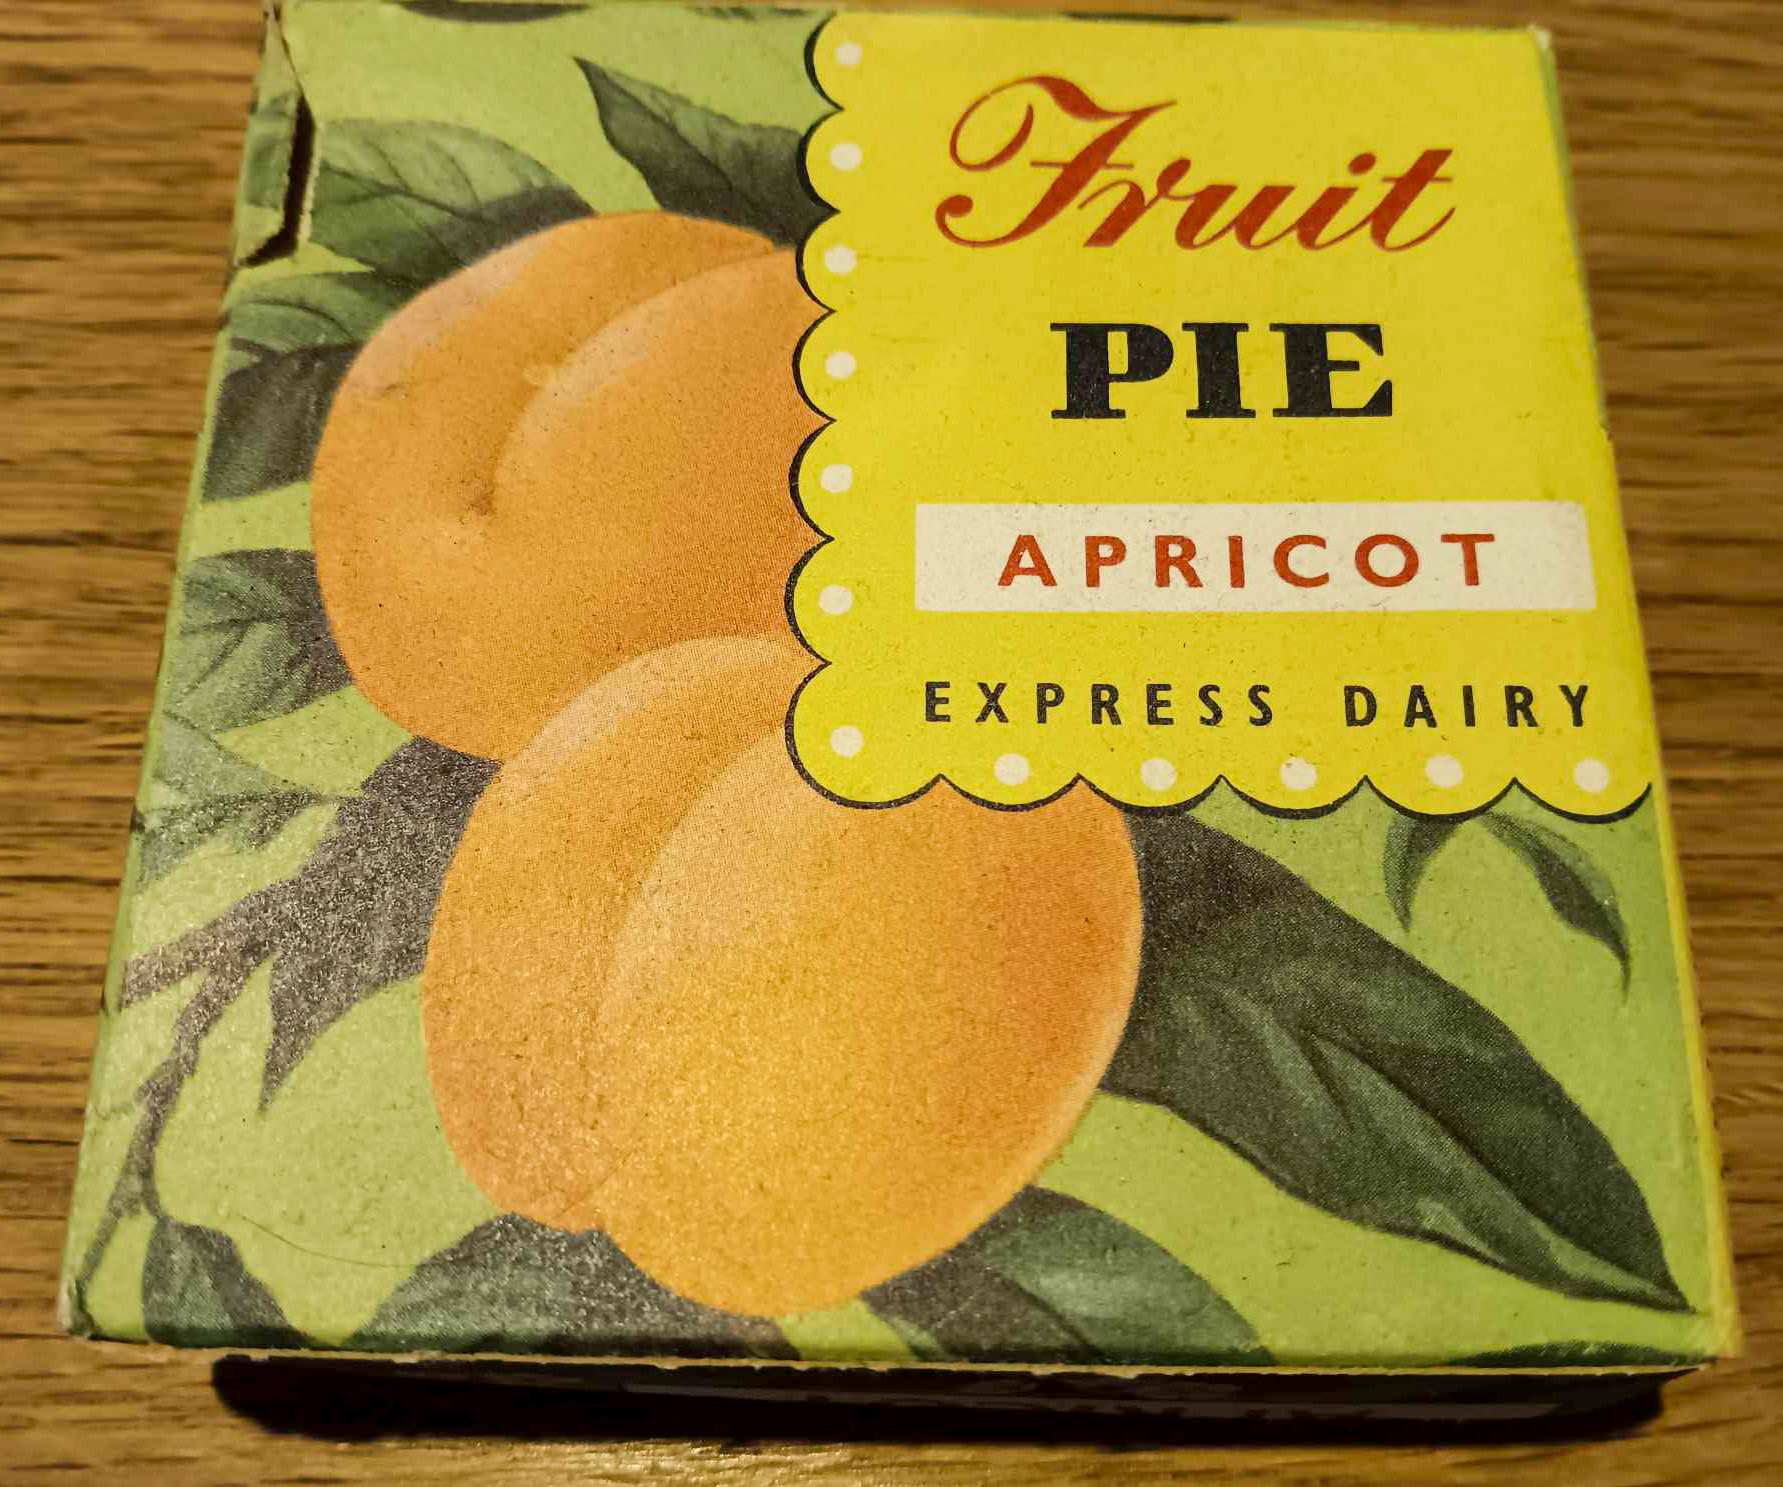 Fruit
PIE
APRICOT
EXPRESS DAIRY